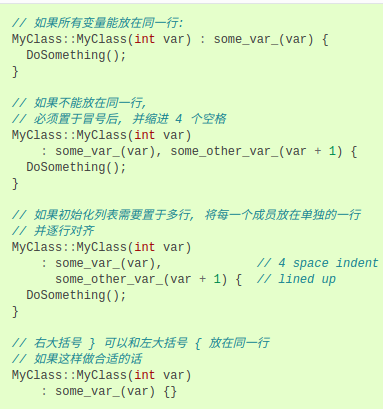 // 如果所有变量能放在同一行:
MyClass::MyClass(int var) : some_var_(var) {
  DoSomething();
}

// 如果不能放在同一行,
// 必须置于冒号后, 并缩进 4 个空格
MyClass::MyClass(int var)
    : some_var_(var), some_other_var_(var + 1) {
  DoSomething();
}

// 如果初始化列表需要置于多行, 将每一个成员放在单独的一行
// 并逐行对齐
MyClass::MyClass(int var)
    : some_var_(var),             // 4 space indent
      some_other_var_(var + 1) {  // lined up
  DoSomething();
}

// 右大括号 } 可以和左大括号 { 放在同一行
// 如果这样做合适的话
MyClass::MyClass(int var)
    : some_var_(var) {}